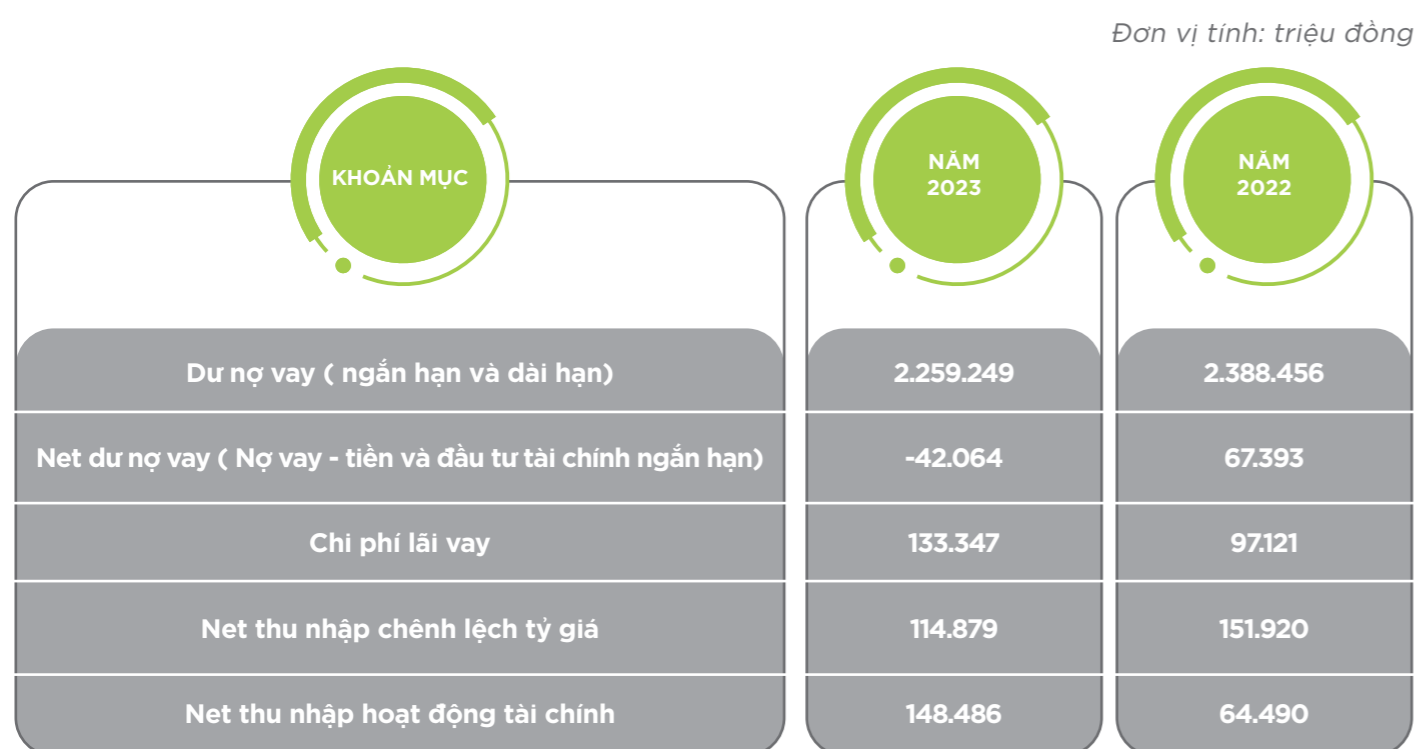 Đơn vị tính: triệu đồng
KHOẢN MỤC
NĂM
2023
NĂM
2022
Dư nợ vay ( ngắn hạn và dài hạn) 2.259.249 2.388.456
Net dư nợ vay ( Nợ vay - tiền và đầu tư tài chính ngắn hạn) -42.064 67.393
Chi phí lãi vay 133.347 97.121
Net thu nhập chênh lệch tỷ giá 114.879 151.920
Net thu nhập hoạt động tài chính 148.486 64.490